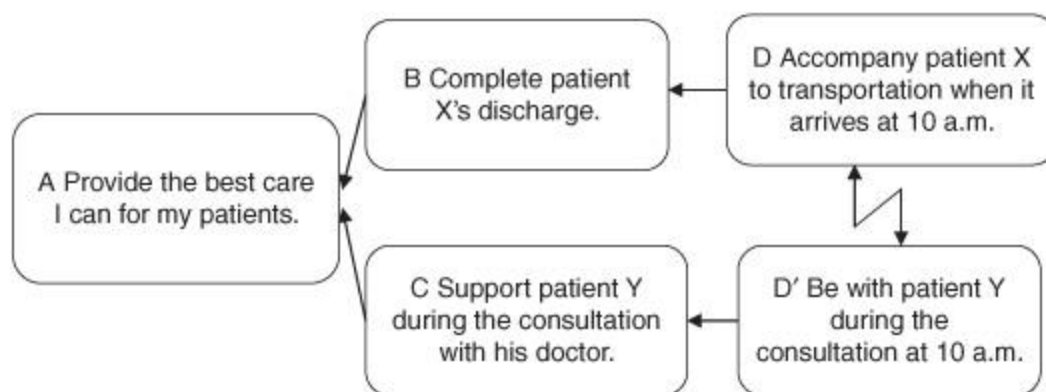 A Provide the best care
I can for my patients.
B Complete patient
X's discharge.
D Accompany patient X
to transportation when it
arrives at 10 a.m.
C Support patient Y
during the consultation
with his doctor.
D′ Be with patient Y
during the
consultation at 10 a.m.